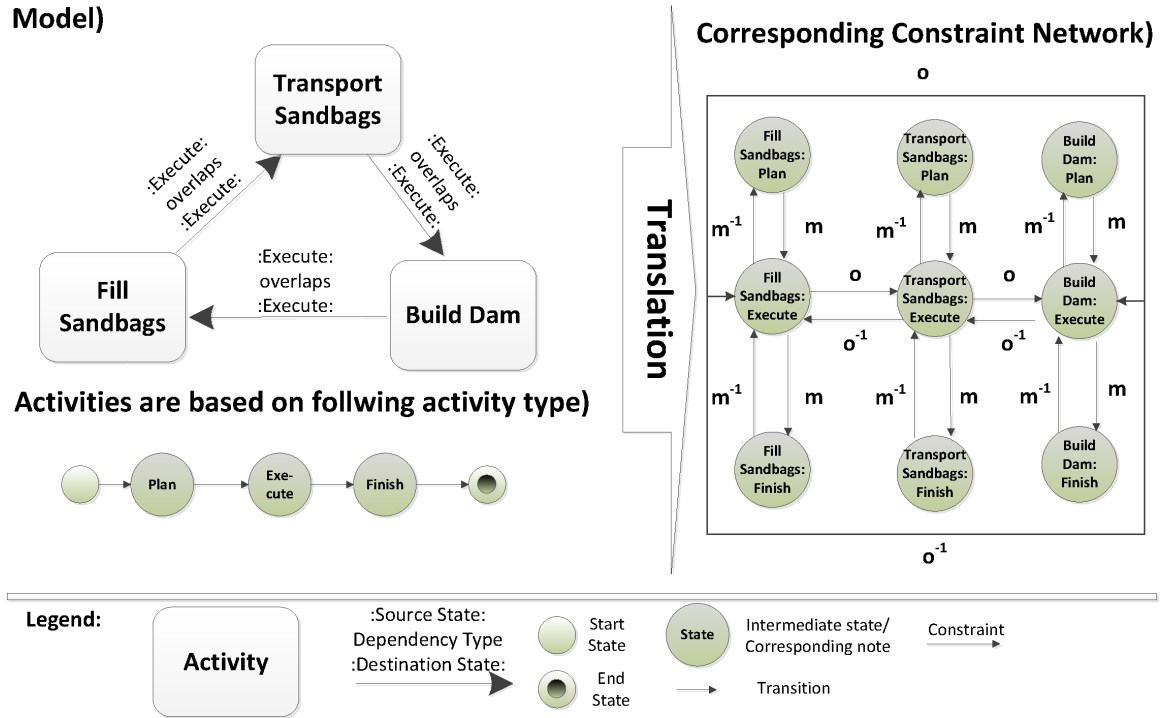 Model)
Transport
Sandbags
:Execute:
overlaps
:Execute:
:Execute:
overlaps
:Execute:
Fill
Sandbags
:Execute:
overlaps
:Execute:
Build Dam
Activities are based on follwing activity type)
Plan
Exe-
cute
Finish
Translation
Corresponding Constraint Network)
o
Fill
Sandbags:
Plan
Transport
Sandbags:
Plan
Build
Dam:
Plan
m-1
m
m-1
m
m-1
m
Fill
Sandbags:
Execute
o
Transport
Sandbags:
Execute
o
Build
Dam:
Execute
o-1
o-1
m-1
m
m-1
m
m-1
m
Fill
Sandbags:
Finish
Transport
Sandbags:
Finish
Build
Dam:
Finish
o-1
Legend:
Activity
:Source State:
Dependency Type
:Destination State:
Start
State
End
State
State
Intermediate state/
Corresponding note
Transition
Constraint